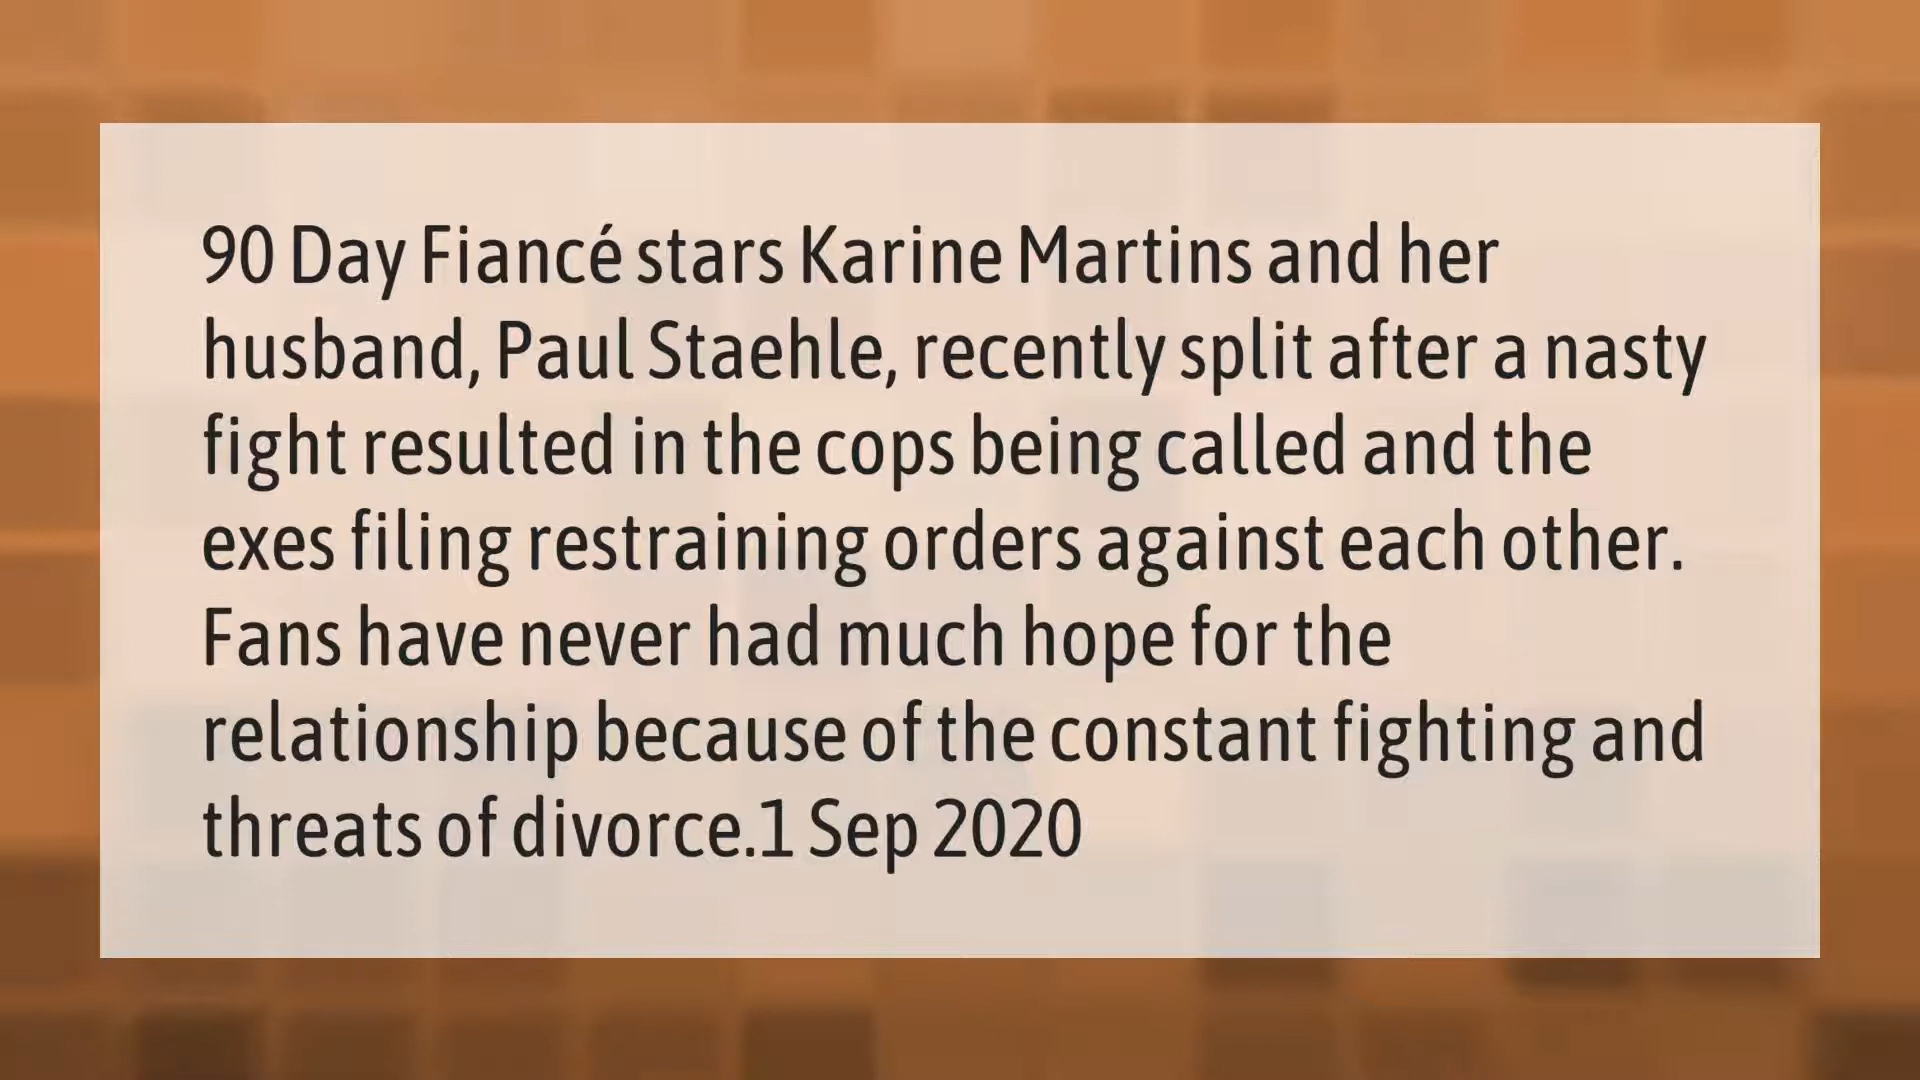 90 Day Fiancé stars Karine Martins and her
husband, Paul Staehle, recently split after a nasty
fight resulted in the cops being called and the
exes filing restraining orders against each other.
Fans have never had much hope for the
relationship because of the constant fighting and
threats of divorce.1 Sep 2020